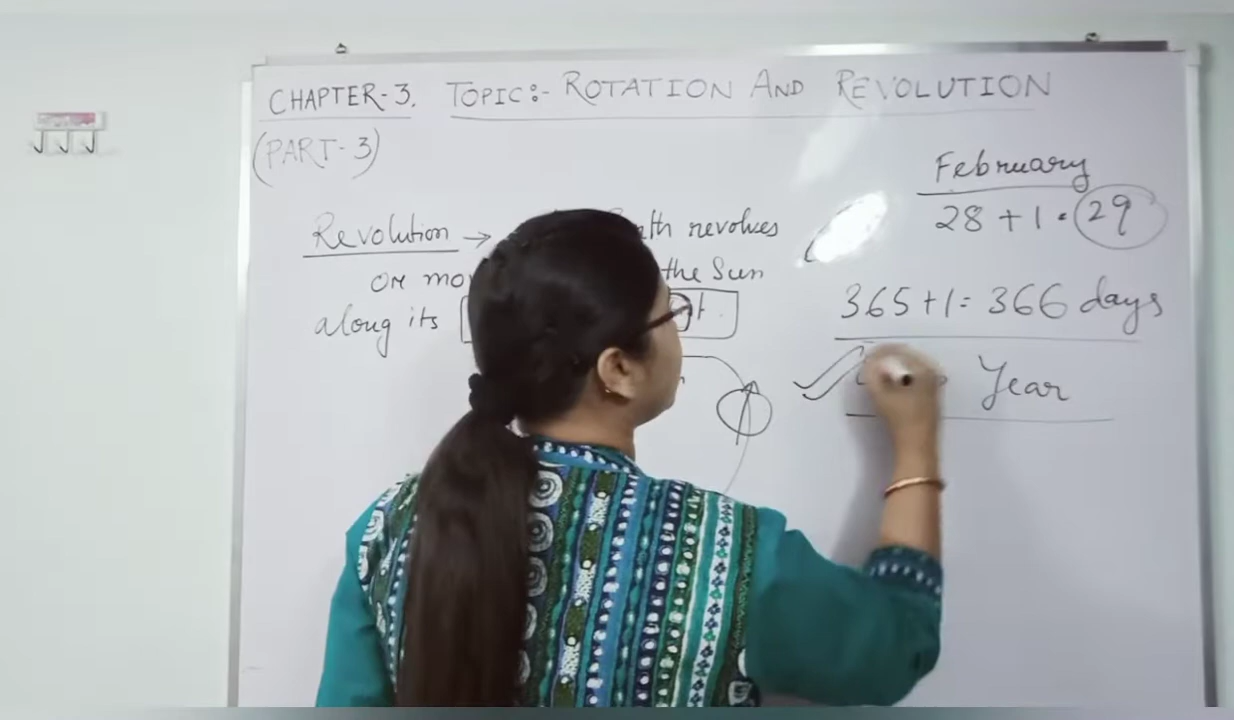 CHAPTER-3. TOPIC:- ROTATION AND REVOLUTION
(PART-3)
Revolution → revolves
OR the Sun
along its
February
28 + 1 = 29
365 + 1 = 366 days
Year